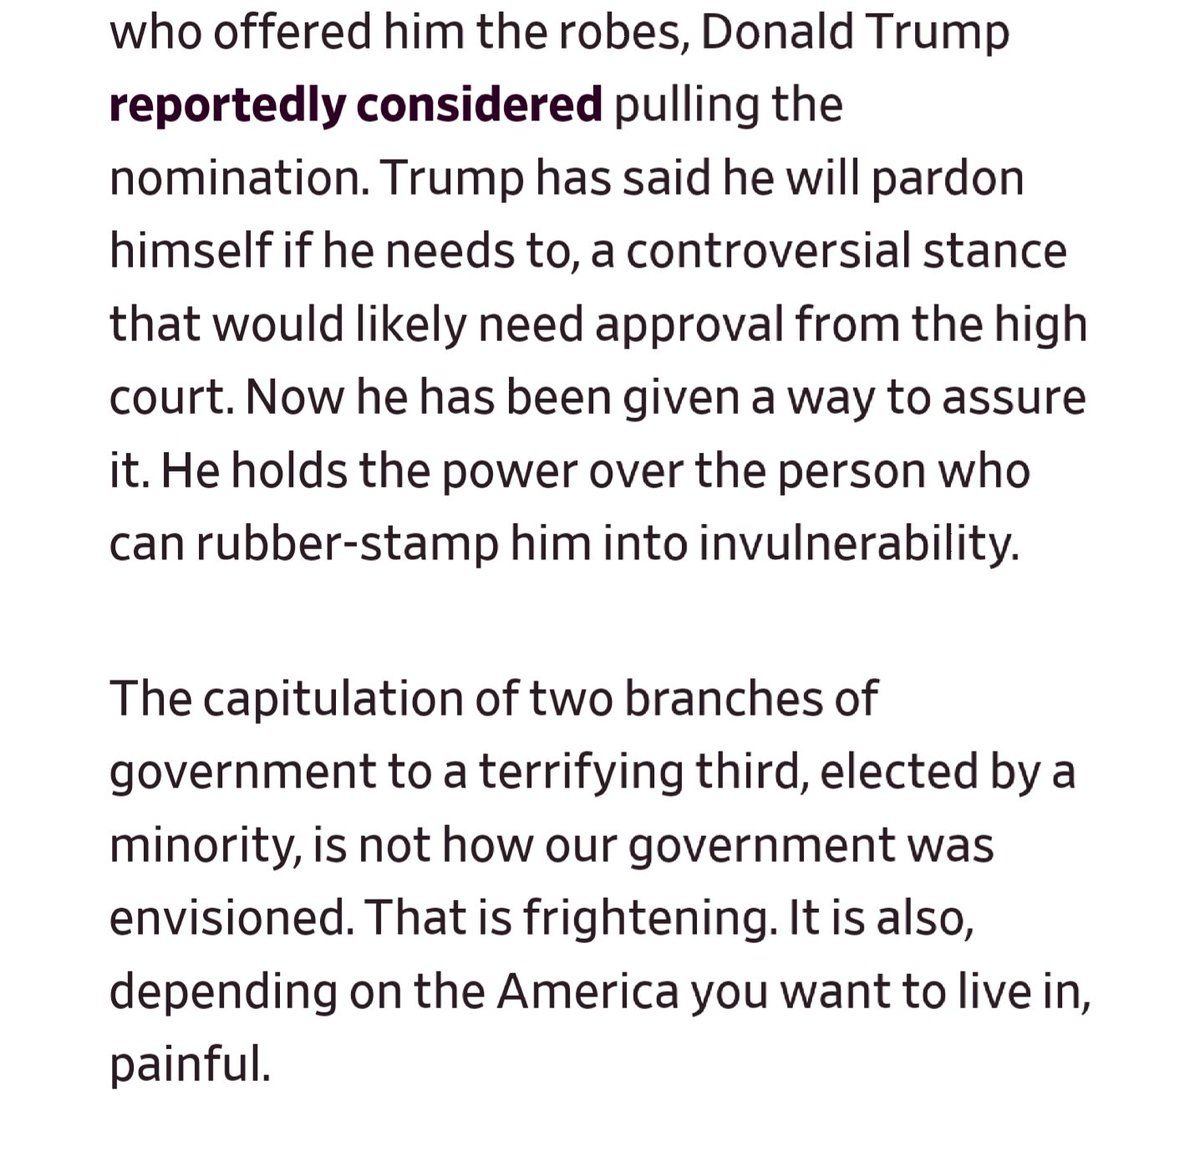 who offered him the robes, Donald Trump
reportedly considered pulling the
nomination. Trump has said he will pardon
himself if he needs to, a controversial stance
that would likely need approval from the high
court. Now he has been given a way to assure
it. He holds the power over the person who
can rubber-stamp him into invulnerability.
The capitulation of two branches of
government to a terrifying third, elected by a
minority, is not how our government was
envisioned. That is frightening. It is also,
depending on the America you want to live in,
painful.